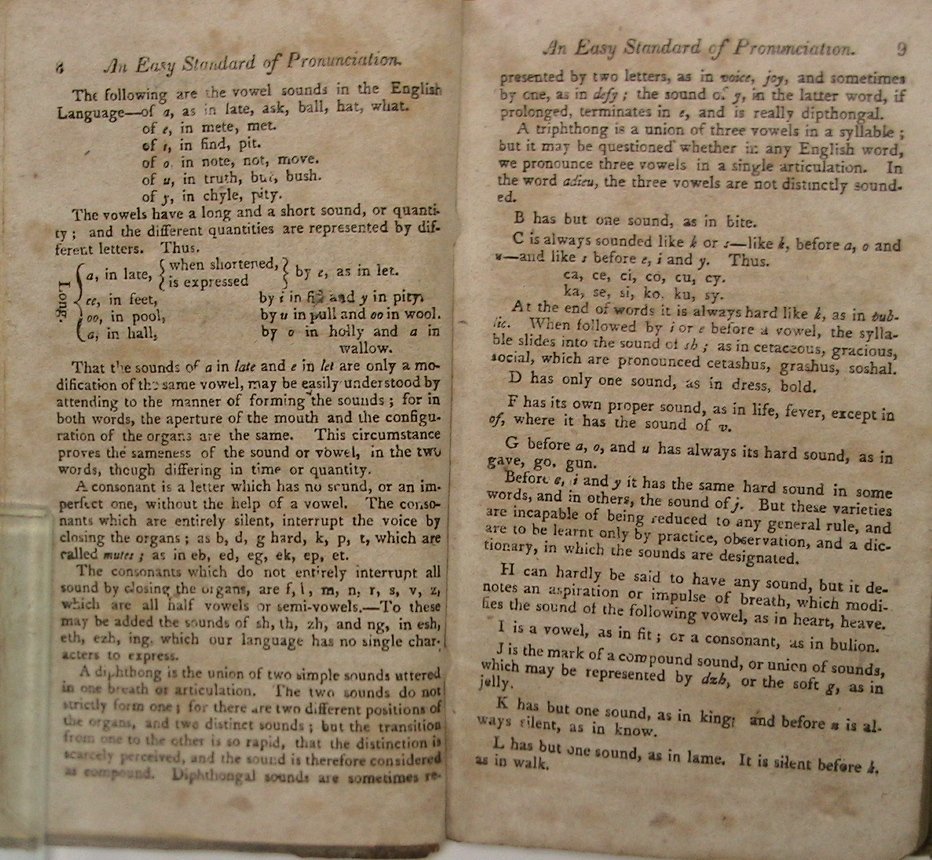 8 An Easy Standard of Pronunciation.
The following are the vowel sounds in the English
Language—of a, as in late, ask, ball, hat, what.
of e, in mete, met.
of i, in find, pit.
of o in note, not, move.
of u, in truth, but, bush.
of y, in chyle, pity.
The vowels have a long and a short sound, or quanti-
ty; and the different quantities are represented by dif-
ferent letters. Thus.
Long.
a, in late, {when shortened, is expressed} by e, as in let.
ee, in feet, by i in fit and y in pity,
oo, in pool, by u in pull and oo in wool.
a, in hall, by o in holly and a in
wallow.
That the sounds of a in late and e in let are only a mo-
dification of the same vowel, may be easily understood by
attending to the manner of forming the sounds; for in
both words, the aperture of the mouth and the configu-
ration of the organs are the same. This circumstance
proves the sameness of the sound or vowel, in the two
words, though differing in time or quantity.
A consonant is a letter which has no sound, or an im-
perfect one, without the help of a vowel. The conso-
nants which are entirely silent, interrupt the voice by
closing the organs; as b, d, g hard, k, p, t, which are
called mutes; as in eb, ed, eg, ek, ep, et.
The consonants which do not entirely interrupt all
sound by closing the organs, are f, l, m, n, r, s, v, z,
which are all half vowels or semi-vowels.—To these
may be added the sounds of sh, th, zh, and ng, in esh,
eth, ezh, ing, which our language has no single char-
acters to express.
A diphthong is the union of two simple sounds uttered
in one breath or articulation. The two sounds do not
strictly form one; for there are two different positions of
the organs, and two distinct sounds; but the transition
from one to the other is so rapid, that the distinction is
scarcely perceived, and the sound is therefore considered
as compound. Diphthongal sounds are sometimes re-
An Easy Standard of Pronunciation. 9
presented by two letters, as in voice, joy, and sometimes
by one, as in defy; the sound of y, in the latter word, if
prolonged, terminates in e, and is really dipthongal.
A triphthong is a union of three vowels in a syllable;
but it may be questioned whether in any English word,
we pronounce three vowels in a single articulation. In
the word adieu, the three vowels are not distinctly sound-
ed.
B has but one sound, as in bite.
C is always sounded like k or s—like k, before a, o and
u—and like s before e, i and y. Thus.
ca, ce, ci, co, cu, cy.
ka, se, si, ko. ku, sy.
At the end of words it is always hard like k, as in pub-
lic. When followed by i or e before a vowel, the sylla-
ble slides into the sound of sh; as in cetaceous, gracious,
social, which are pronounced cetashus, grashus, soshal.
D has only one sound, as in dress, bold.
F has its own proper sound, as in life, fever, except in
of, where it has the sound of v.
G before a, o, and u has always its hard sound, as in
gave, go, gun.
Before e, i and y it has the same hard sound in some
words, and in others, the sound of j. But these varieties
are incapable of being reduced to any general rule, and
are to be learnt only by practice, observation, and a dic-
tionary, in which the sounds are designated.
H can hardly be said to have any sound, but it de-
notes an aspiration or impulse of breath, which modi-
fies the sound of the following vowel, as in heart, heave.
I is a vowel, as in fit; or a consonant, as in bulion.
J is the mark of a compound sound, or union of sounds,
which may be represented by dzh, or the soft g, as in
jelly.
K has but one sound, as in king; and before n is al-
ways silent, as in know.
L has but one sound, as in lame. It is silent before k,
as in walk.